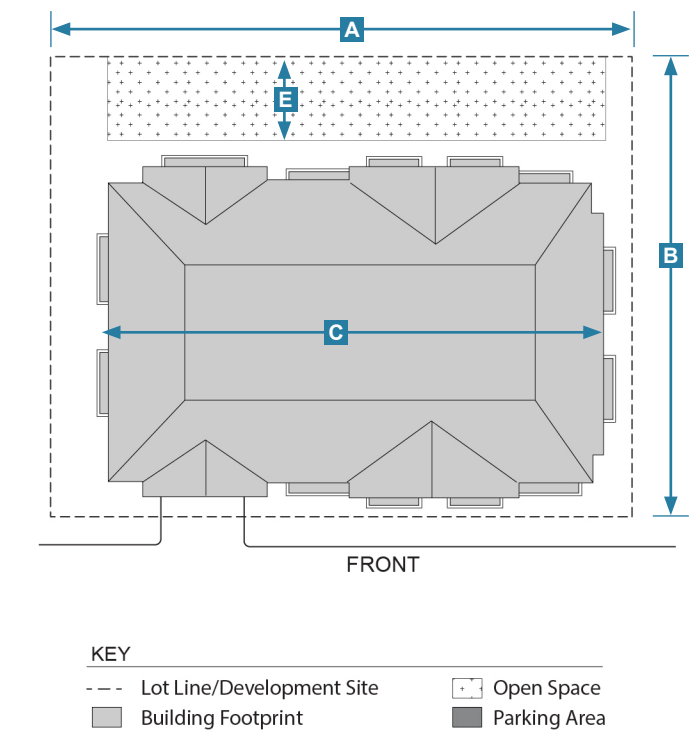 A
E
B
C
FRONT
KEY
Lot Line/Development Site
Open Space
Building Footprint
Parking Area